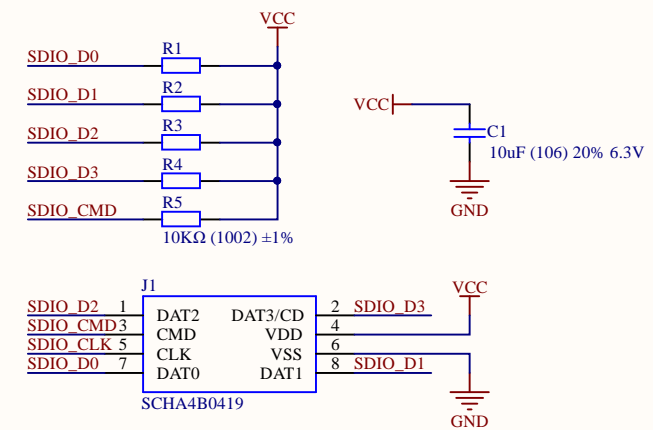 VCC
SDIO_D0
R1
SDIO_D1
R2
SDIO_D2
R3
SDIO_D3
R4
SDIO_CMD
R5
10KΩ (1002) ±1%
VCC
C1
10uF (106) 20% 6.3V
GND
J1
SDIO_D2 1 DAT2 DAT3/CD 2 SDIO_D3
SDIO_CMD 3 CMD VDD 4
SDIO_CLK 5 CLK VSS 6
SDIO_D0 7 DAT0 DAT1 8 SDIO_D1
SCHA4B0419
VCC
GND